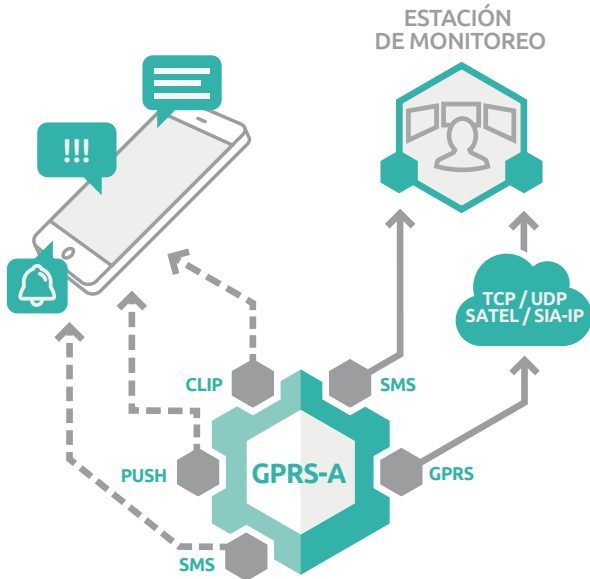 ESTACIÓN
DE MONITOREO
!!!
TCP / UDP
SATEL / SIA-IP
CLIP
SMS
PUSH
GPRS-A
GPRS
SMS